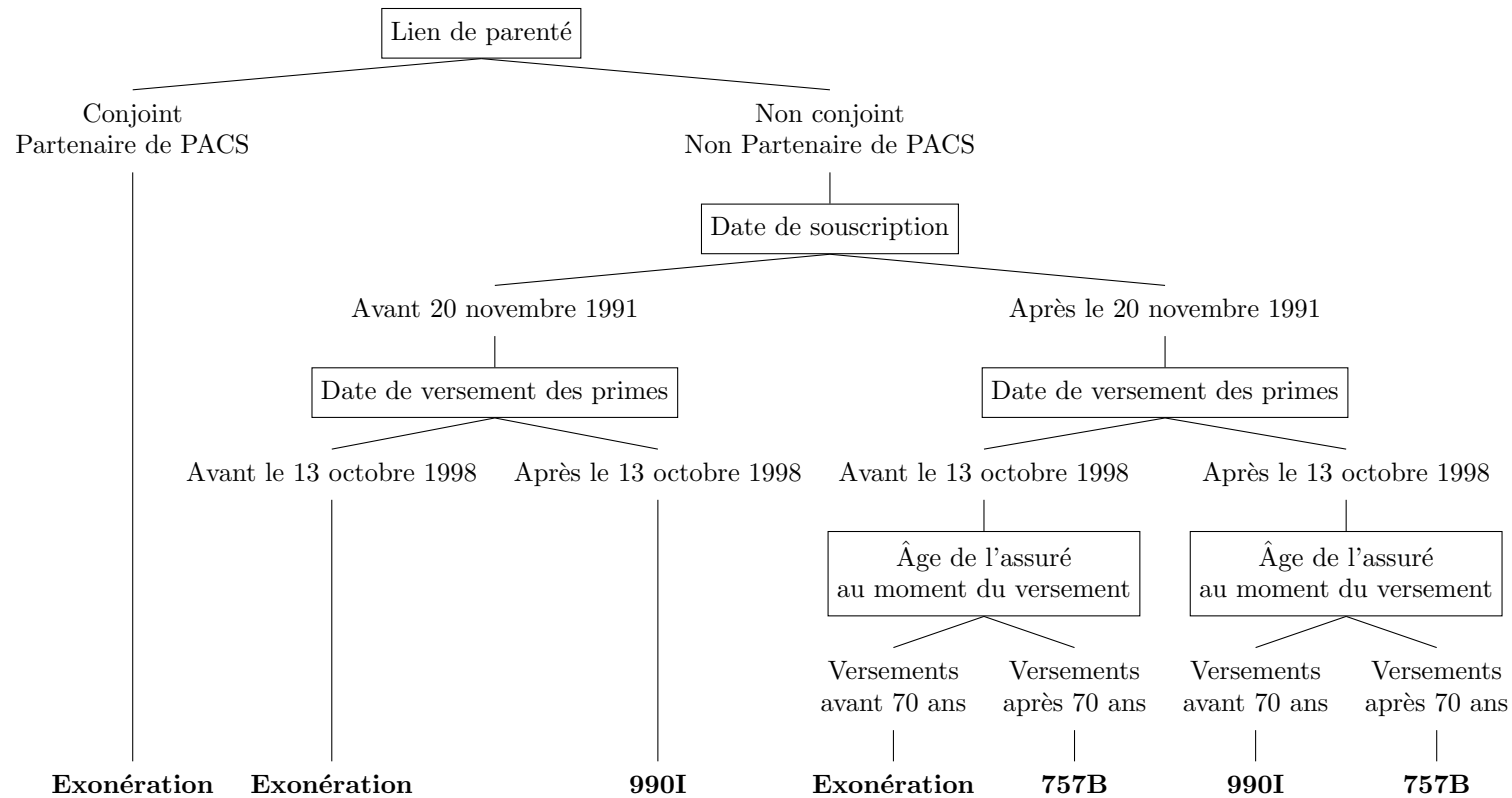 Lien de parenté
Conjoint
Partenaire de PACS
Non conjoint
Non Partenaire de PACS
Date de souscription
Avant 20 novembre 1991
Après le 20 novembre 1991
Date de versement des primes
Date de versement des primes
Avant le 13 octobre 1998
Après le 13 octobre 1998
Avant le 13 octobre 1998
Après le 13 octobre 1998
Âge de l'assuré
au moment du versement
Âge de l'assuré
au moment du versement
Versements
avant 70 ans
Versements
après 70 ans
Versements
avant 70 ans
Versements
après 70 ans
Exonération
Exonération
990I
Exonération
757B
990I
757B